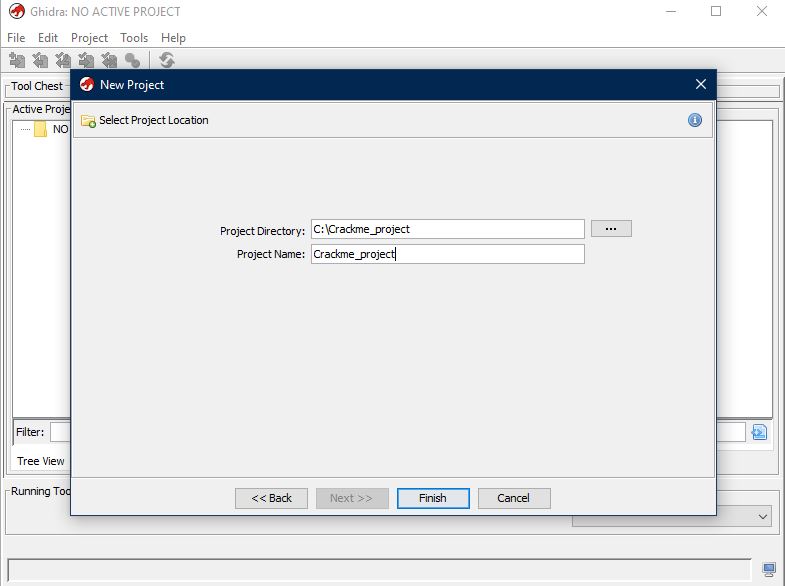 Ghidra: NO ACTIVE PROJECT
File Edit Project Tools Help
Tool Chest
New Project
Active Proje
NO
Select Project Location
Project Directory: C:\Crackme_project ...
Project Name: Crackme_project
Filter:
Tree View
Running Too
<< Back Next >> Finish Cancel